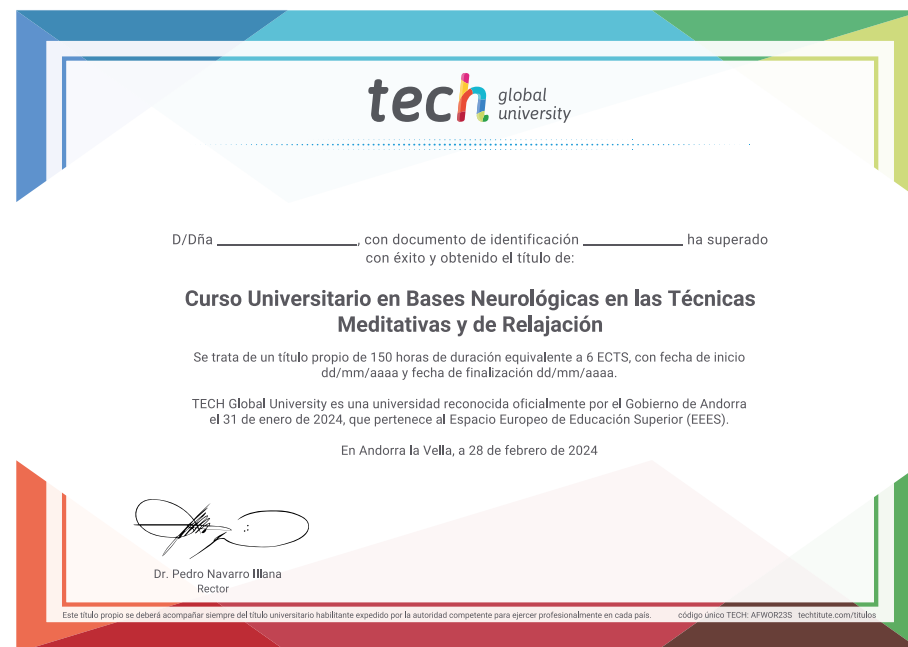 tech global university
D/Dña ________________, con documento de identificación ____________ ha superado
con éxito y obtenido el título de:
Curso Universitario en Bases Neurológicas en las Técnicas
Meditativas y de Relajación
Se trata de un título propio de 150 horas de duración equivalente a 6 ECTS, con fecha de inicio
dd/mm/aaaa y fecha de finalización dd/mm/aaaa.
TECH Global University es una universidad reconocida oficialmente por el Gobierno de Andorra
el 31 de enero de 2024, que pertenece al Espacio Europeo de Educación Superior (EEES).
En Andorra la Vella, a 28 de febrero de 2024
Dr. Pedro Navarro Illana
Rector
Este título propio se deberá acompañar siempre del título universitario habilitante expedido por la autoridad competente para ejercer profesionalmente en cada país. código único TECH: AFWOR23S techtitute.com/titulos